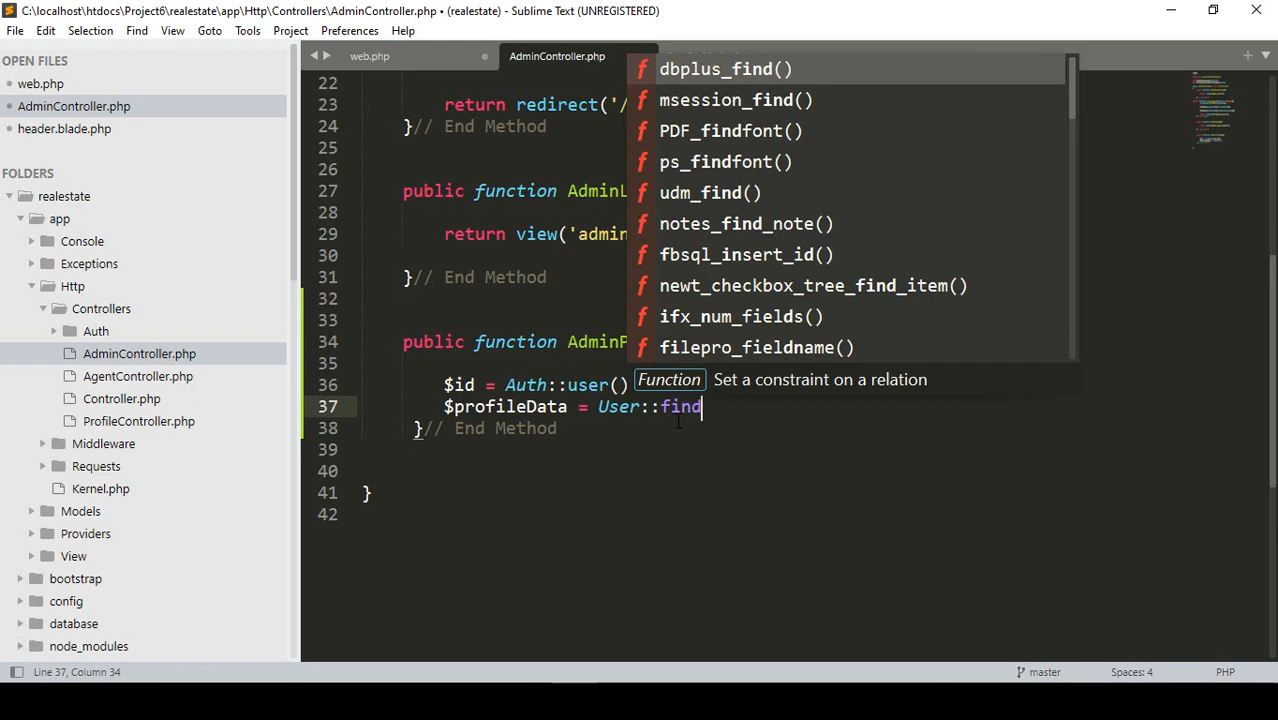 C:\localhost\htdocs\Project6\realestate\app\Http\Controllers\AdminController.php • (realestate) - Sublime Text (UNREGISTERED)
File Edit Selection Find View Goto Tools Project Preferences Help
OPEN FILES
web.php
AdminController.php
header.blade.php
FOLDERS
realestate
app
Console
Exceptions
Http
Controllers
Auth
AdminController.php
AgentController.php
Controller.php
ProfileController.php
Middleware
Requests
Kernel.php
Models
Providers
View
bootstrap
config
database
node_modules
web.php AdminController.php
22
23 return redirect('/
24 }// End Method
25
26
27 public function AdminL
28
29 return view('admin
30
31 }// End Method
32
33
34 public function AdminP
35
36 $id = Auth::user()
37 $profileData = User::find
38 }// End Method
39
40
41 }
42
f dbplus_find()
f msession_find()
f PDF_findfont()
f ps_findfont()
f udm_find()
f notes_find_note()
f fbsql_insert_id()
f newt_checkbox_tree_find_item()
f ifx_num_fields()
f filepro_fieldname()
Function Set a constraint on a relation
Line 37, Column 34 master Spaces: 4 PHP